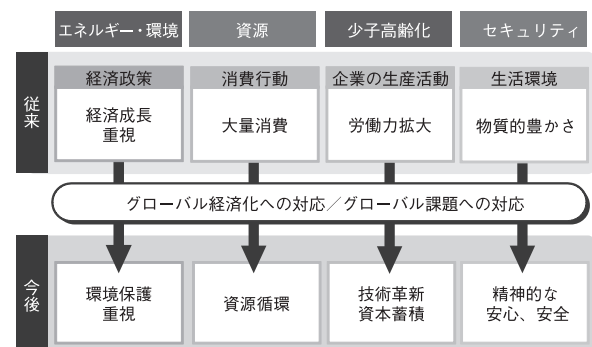 エネルギー・環境
資源
少子高齢化
セキュリティ
従来
経済政策
経済成長
重視
消費行動
大量消費
企業の生産活動
労働力拡大
生活環境
物質的豊かさ
グローバル経済化への対応／グローバル課題への対応
今後
環境保護
重視
資源循環
技術革新
資本蓄積
精神的な
安心、安全